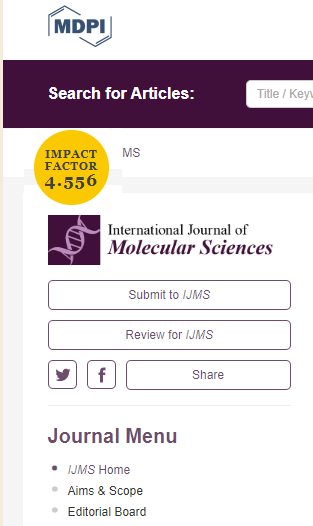 MDPI
Search for Articles:
Title / Keyw
IMPACT
FACTOR
4.556
MS
International Journal of
Molecular Sciences
Submit to IJMS
Review for IJMS
Share
Journal Menu
IJMS Home
Aims & Scope
Editorial Board